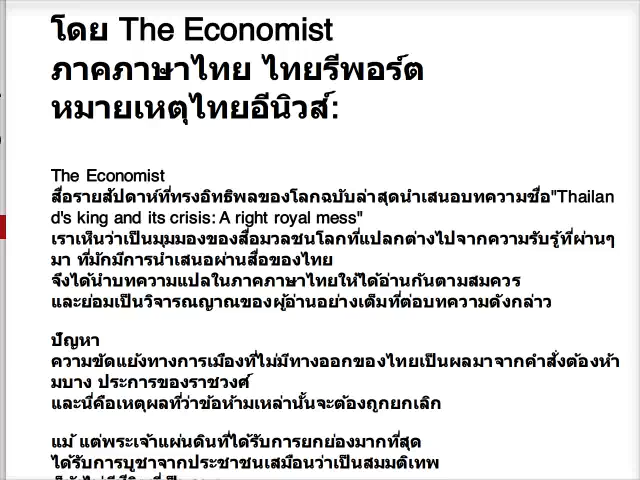 โดย The Economist
ภาคภาษาไทย ไทยรีพอร์ต
หมายเหตุไทยอีนิวส์:
The Economist
สื่อรายสัปดาห์ที่ทรงอิทธิพลของโลกฉบับล่าสุดนำเสนอบทความชื่อ"Thailan
d's king and its crisis: A right royal mess"
เราเห็นว่าเป็นมุมมองของสื่อมวลชนโลกที่แปลกต่างไปจากความรับรู้ที่ผ่านๆ
มา ที่มักมีการนำเสนอผ่านสื่อของไทย
จึงได้นำบทความแปลในภาคภาษาไทยให้ได้อ่านกันตามสมควร
และย่อมเป็นวิจารณญาณของผู้อ่านอย่างเต็มที่ต่อบทความดังกล่าว
ปัญหา
ความขัดแย้งทางการเมืองที่ไม่มีทางออกของไทยเป็นผลมาจากคำสั่งต้องห้า
มบาง ประการของราชวงศ์
และนี่คือเหตุผลที่ว่าข้อห้ามเหล่านั้นจะต้องถูกยกเลิก
แม้ แต่พระเจ้าแผ่นดินที่ได้รับการยกย่องมากที่สุด
ได้รับการบูชาจากประชาชนเสมือนว่าเป็นสมมติเทพ